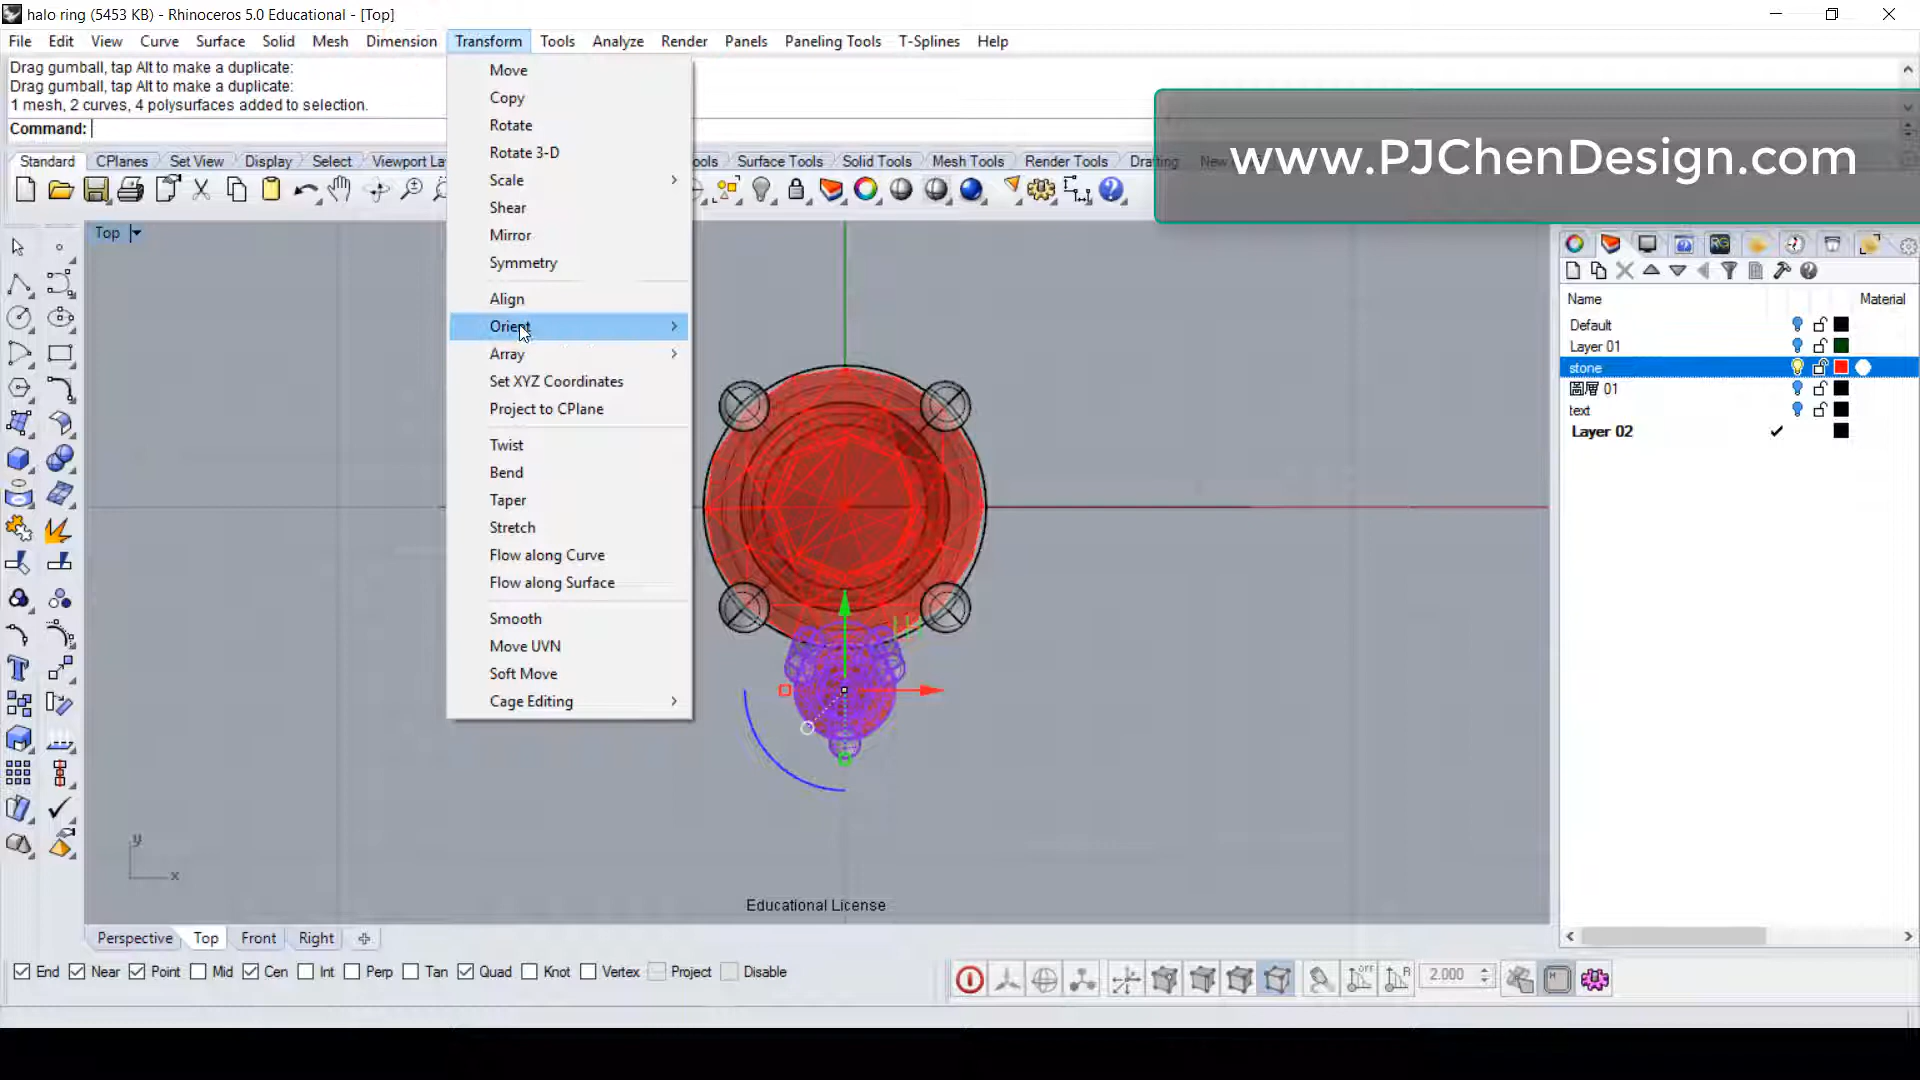 halo ring (5453 KB) - Rhinoceros 5.0 Educational - [Top]
File Edit View Curve Surface Solid Mesh Dimension Transform Tools Analyze Render Panels Paneling Tools T-Splines Help
Drag gumball, tap Alt to make a duplicate:
Drag gumball, tap Alt to make a duplicate:
1 mesh, 2 curves, 4 polysurfaces added to selection.
Command:
www.PJChenDesign.com
Standard CPlanes Set View Display Select Viewport La Surface Tools Solid Tools Mesh Tools Render Tools
Top
Move
Copy
Rotate
Rotate 3-D
Scale
Shear
Mirror
Symmetry
Align
Orient
Array
Set XYZ Coordinates
Project to CPlane
Twist
Bend
Taper
Stretch
Flow along Curve
Flow along Surface
Smooth
Move UVN
Soft Move
Cage Editing
Name Material
Default
Layer 01
stone
圖層 01
text
Layer 02
y
x
Educational License
Perspective Top Front Right
End Near Point Mid Cen Int Perp Tan Quad Knot Vertex Project Disable
2.000